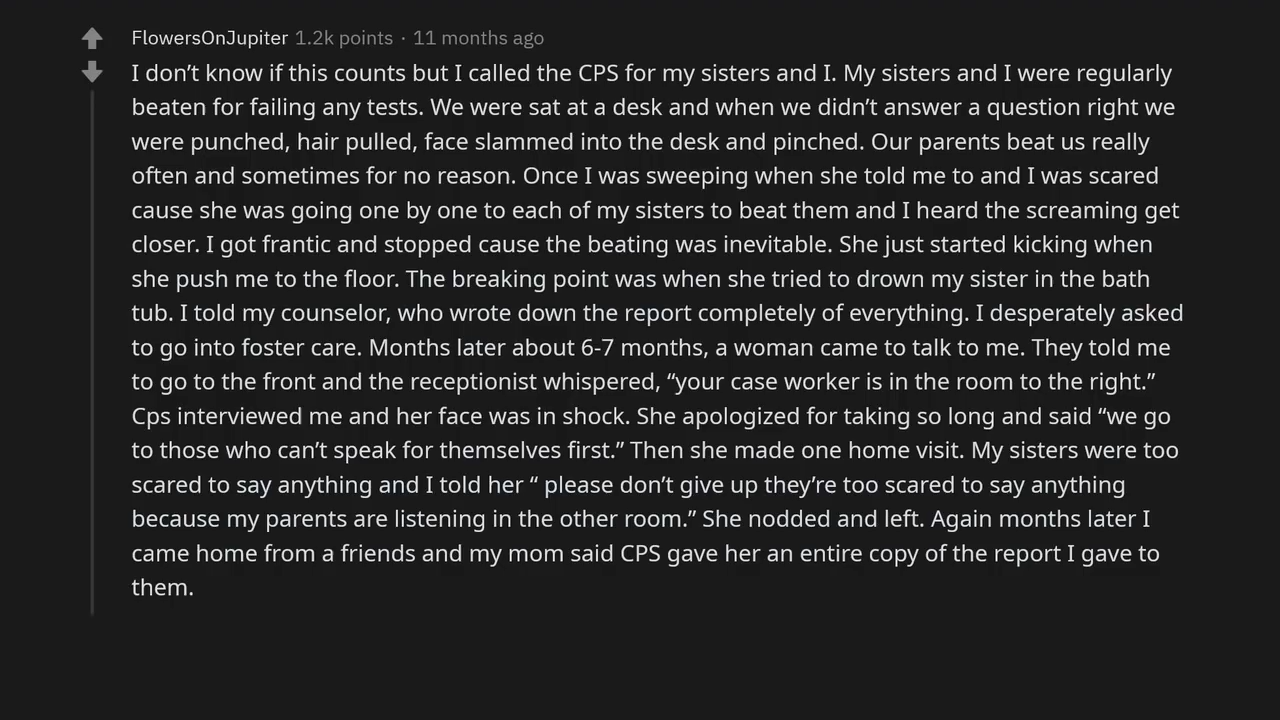 FlowersOnJupiter 1.2k points · 11 months ago
I don’t know if this counts but I called the CPS for my sisters and I. My sisters and I were regularly
beaten for failing any tests. We were sat at a desk and when we didn’t answer a question right we
were punched, hair pulled, face slammed into the desk and pinched. Our parents beat us really
often and sometimes for no reason. Once I was sweeping when she told me to and I was scared
cause she was going one by one to each of my sisters to beat them and I heard the screaming get
closer. I got frantic and stopped cause the beating was inevitable. She just started kicking when
she push me to the floor. The breaking point was when she tried to drown my sister in the bath
tub. I told my counselor, who wrote down the report completely of everything. I desperately asked
to go into foster care. Months later about 6-7 months, a woman came to talk to me. They told me
to go to the front and the receptionist whispered, “your case worker is in the room to the right.”
Cps interviewed me and her face was in shock. She apologized for taking so long and said “we go
to those who can’t speak for themselves first.” Then she made one home visit. My sisters were too
scared to say anything and I told her “ please don’t give up they’re too scared to say anything
because my parents are listening in the other room.” She nodded and left. Again months later I
came home from a friends and my mom said CPS gave her an entire copy of the report I gave to
them.